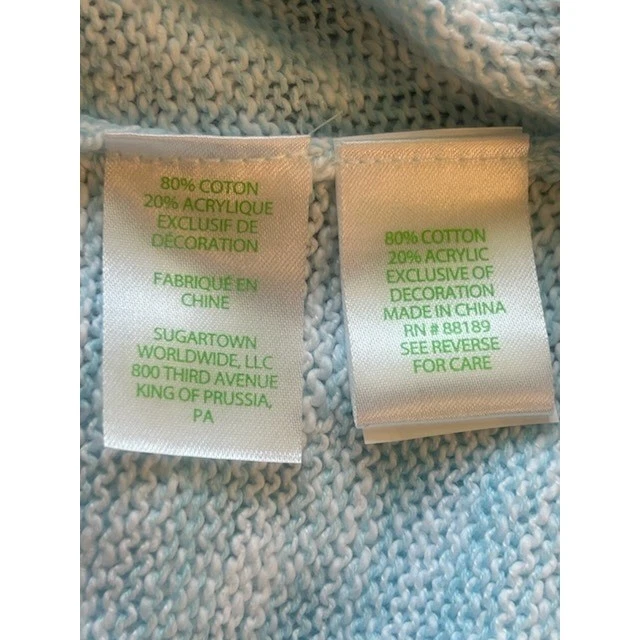 80% COTON
20% ACRYLIQUE
EXCLUSIF DE
DÉCORATION
FABRIQUÉ EN
CHINE
SUGARTOWN
WORLDWIDE, LLC
800 THIRD AVENUE
KING OF PRUSSIA,
PA
80% COTTON
20% ACRYLIC
EXCLUSIVE OF
DECORATION
MADE IN CHINA
RN # 88189
SEE REVERSE
FOR CARE